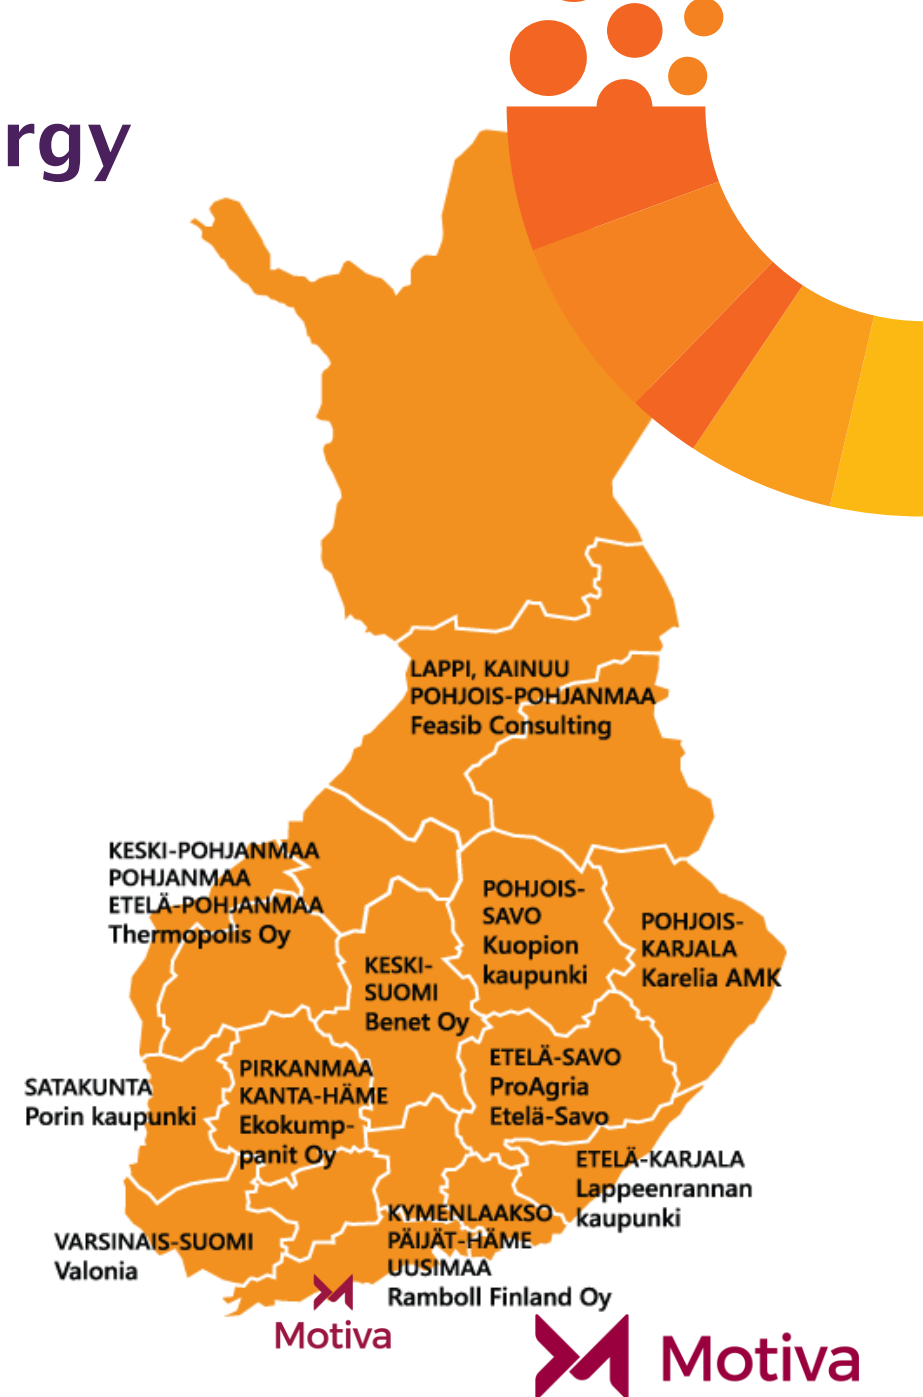 rgy
LAPPI, KAINUU
POHJOIS-POHJANMAA
Feasib Consulting
KESKI-POHJANMAA
POHJANMAA
ETELÄ-POHJANMAA
Thermopolis Oy
POHJOIS-
SAVO
Kuopion
kaupunki
POHJOIS-
KARJALA
Karelia AMK
KESKI-
SUOMI
Benet Oy
ETELÄ-SAVO
ProAgria
Etelä-Savo
PIRKANMAA
KANTA-HÄME
Ekokump-
panit Oy
SATAKUNTA
Porin kaupunki
ETELÄ-KARJALA
Lappeenrannan
kaupunki
KYMENLAAKSO
PÄIJÄT-HÄME
UUSIMAA
Ramboll Finland Oy
VARSINAIS-SUOMI
Valonia
Motiva
Motiva